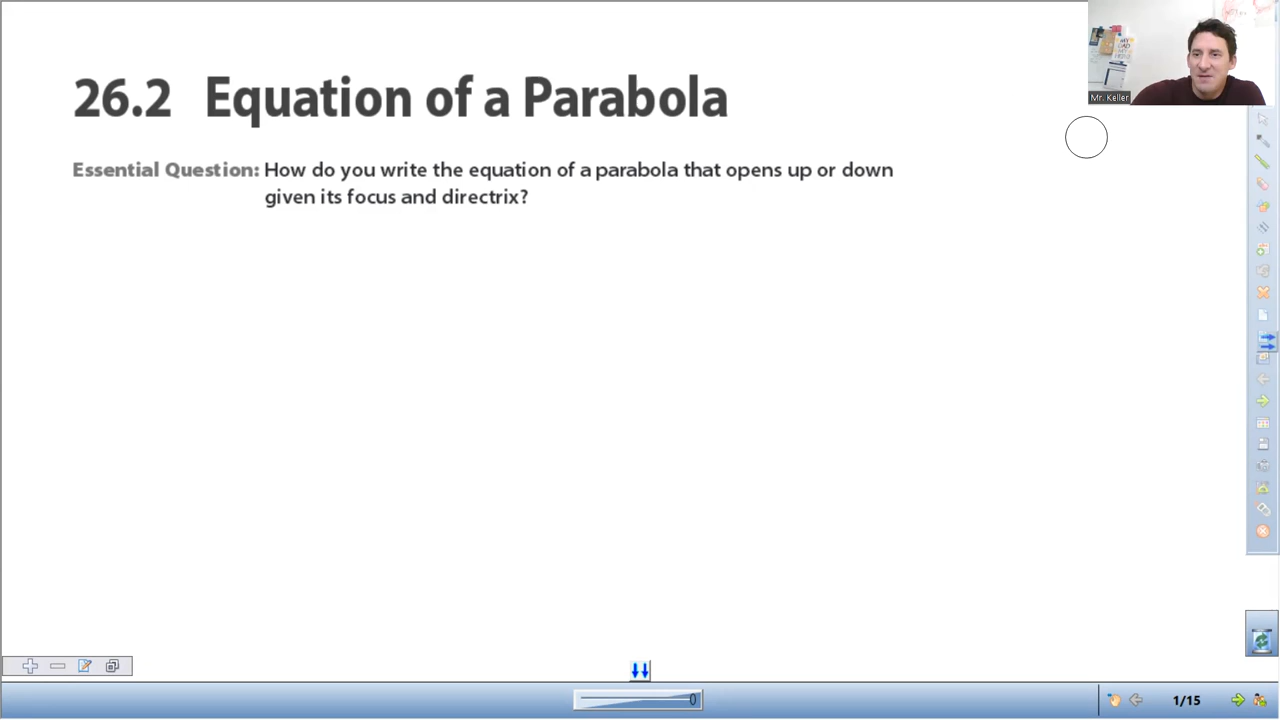 26.2 Equation of a Parabola
Essential Question: How do you write the equation of a parabola that opens up or down
given its focus and directrix?
Mr. Keller
1/15